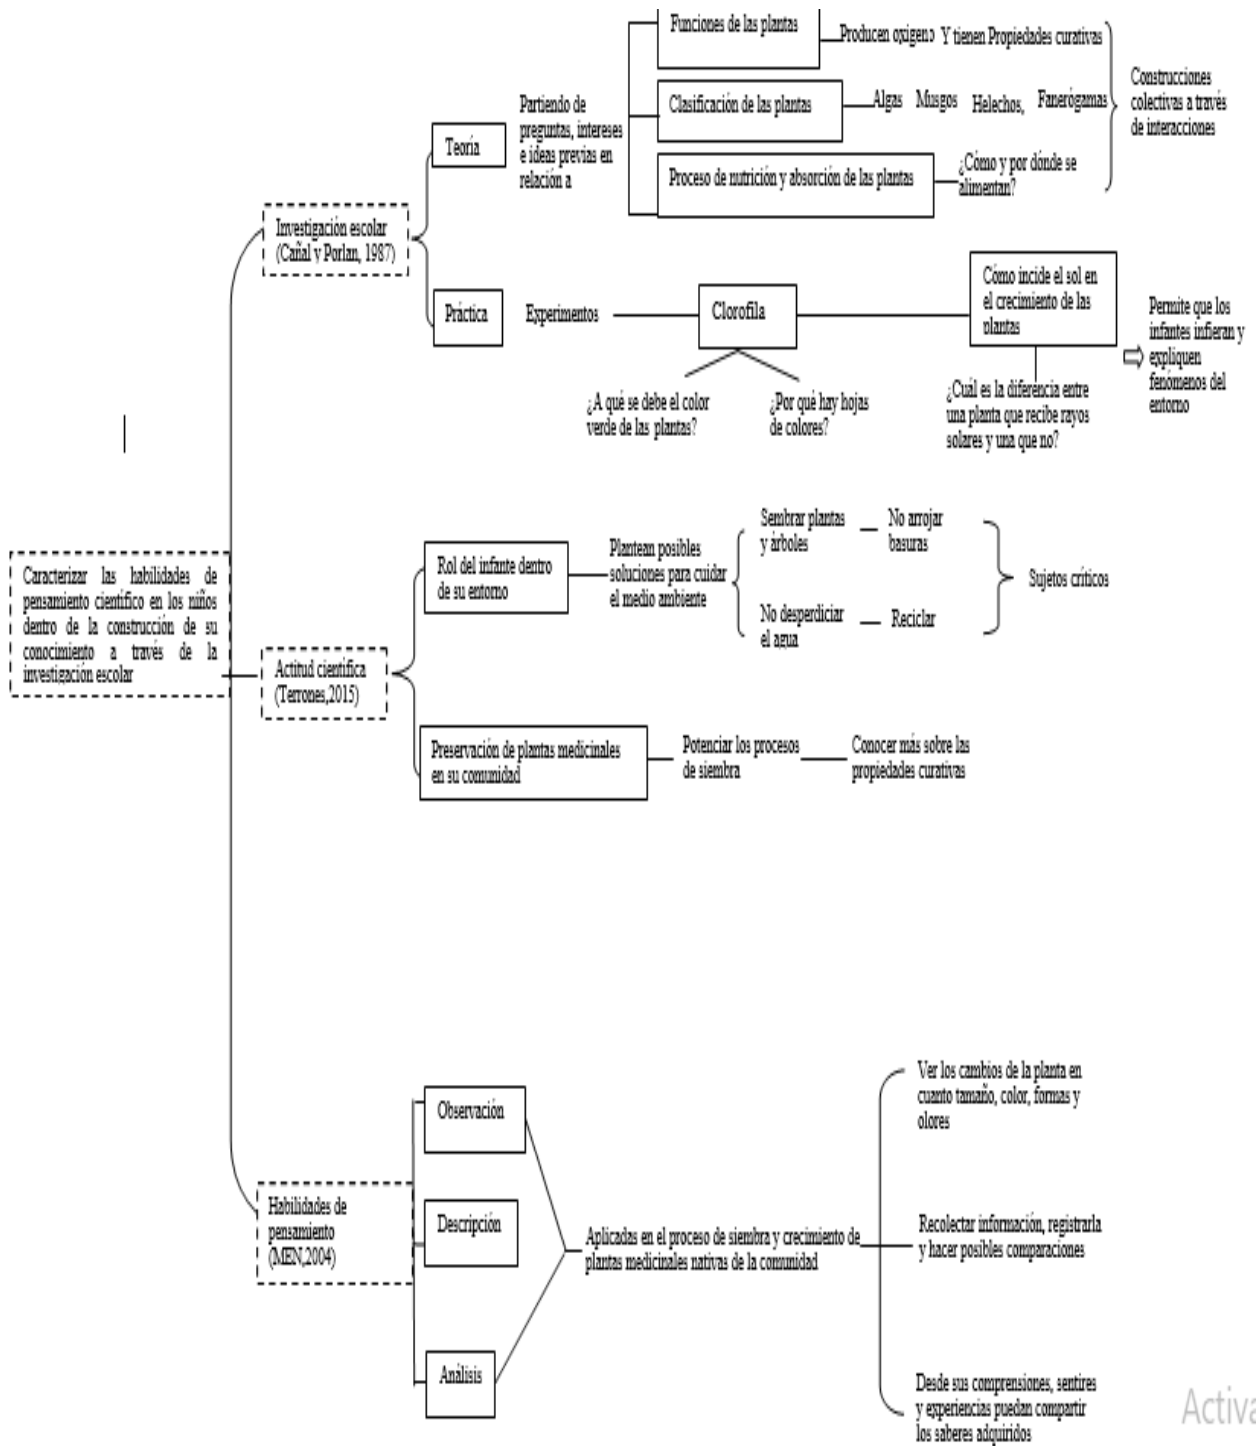 Funciones de las plantas
Producen oxigeno
Y tienen Propiedades curativas
Clasificación de las plantas
Algas
Musgos
Helechos,
Fanerógamas
Proceso de nutrición y absorción de las plantas
¿Cómo y por dónde se
alimentan?
Construcciones
colectivas a través
de interacciones
Partiendo de
preguntas, intereses
e ideas previas en
relación a
Teoría
Investigación escolar
(Cañal y Porlan, 1987)
Práctica
Experimentos
Clorofila
Cómo incide el sol en
el crecimiento de las
plantas
Permite que los
infantes infieran y
expliquen
fenómenos del
entorno
¿A qué se debe el color
verde de las plantas?
¿Por qué hay hojas
de colores?
¿Cuál es la diferencia entre
una planta que recibe rayos
solares y una que no?
Caracterizar las habilidades de
pensamiento científico en los niños
dentro de la construcción de su
conocimiento a través de la
investigación escolar
Actitud científica
(Terrones,2015)
Rol del infante dentro
de su entorno
Plantean posibles
soluciones para cuidar
el medio ambiente
Sembrar plantas
y árboles
No arrojar
basuras
No desperdiciar
el agua
Reciclar
Sujetos críticos
Preservación de plantas medicinales
en su comunidad
Potenciar los procesos
de siembra
Conocer más sobre las
propiedades curativas
Habilidades de
pensamiento
(MEN,2004)
Observación
Descripción
Análisis
Aplicadas en el proceso de siembra y crecimiento de
plantas medicinales nativas de la comunidad
Ver los cambios de la planta en
cuanto tamaño, color, formas y
olores
Recolectar información, registrarla
y hacer posibles comparaciones
Desde sus comprensiones, sentires
y experiencias puedan compartir
los saberes adquiridos
Activa